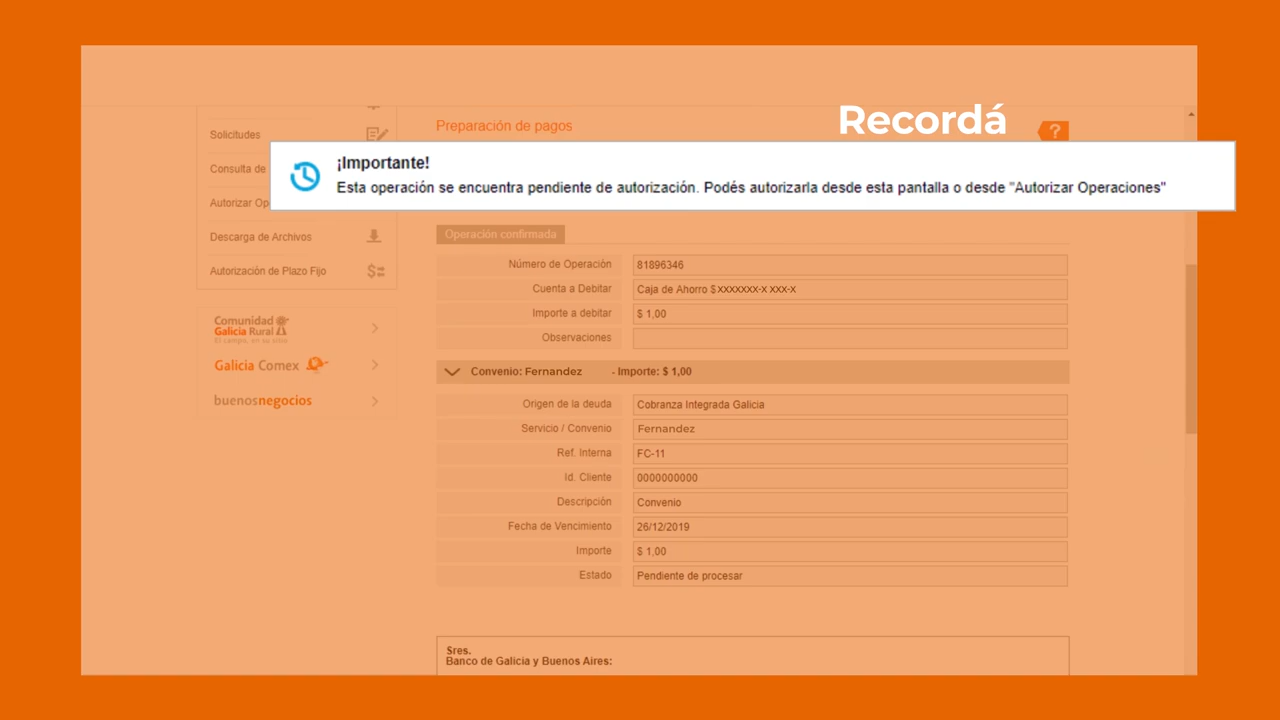 Recordá
Preparación de pagos
?
Solicitudes
¡Importante!
Consulta de
Esta operación se encuentra pendiente de autorización. Podés autorizarla desde esta pantalla o desde "Autorizar Operaciones"
Autorizar Op
Descarga de Archivos
Autorización de Plazo Fijo
Comunidad
Galicia Rural
El campo, en su sitio
Galicia Comex
buenosnegocios
Operación confirmada
Número de Operación 81896346
Cuenta a Debitar Caja de Ahorro $XXXXXXX-X XXX-X
Importe a debitar $ 1,00
Observaciones
Convenio: Fernandez - Importe: $ 1,00
Origen de la deuda Cobranza Integrada Galicia
Servicio / Convenio Fernandez
Ref. Interna FC-11
Id. Cliente 0000000000
Descripción Convenio
Fecha de Vencimiento 26/12/2019
Importe $ 1,00
Estado Pendiente de procesar
Sres.
Banco de Galicia y Buenos Aires: